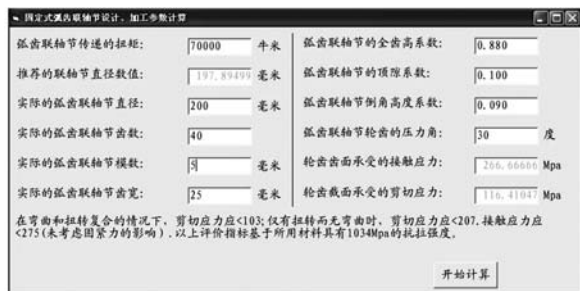 固定式弧齿联轴节设计、加工参数计算
弧齿联轴节传递的扭矩: 70000 牛米
弧齿联轴节的全齿高系数: 0.880
推荐的联轴节直径数值: 197.89499 毫米
弧齿联轴节的顶隙系数: 0.100
实际的弧齿联轴节直径: 200 毫米
弧齿联轴节倒角高度系数: 0.090
实际的弧齿联轴节齿数: 40
弧齿联轴节轮齿的压力角: 30 度
实际的弧齿联轴节模数: 5 毫米
轮齿齿面承受的接触应力: 266.66666 Mpa
实际的弧齿联轴节齿宽: 25 毫米
轮齿截面承受的剪切应力: 116.41047 Mpa
在弯曲和扭转复合的情况下、剪切应力应<103;仅有扭转而无弯曲时、剪切应力应<207.接触应力应
<275(未考虑固紧力的影响).以上评价指标基于所用材料具有1034Mpa的抗拉强度。
开始计算